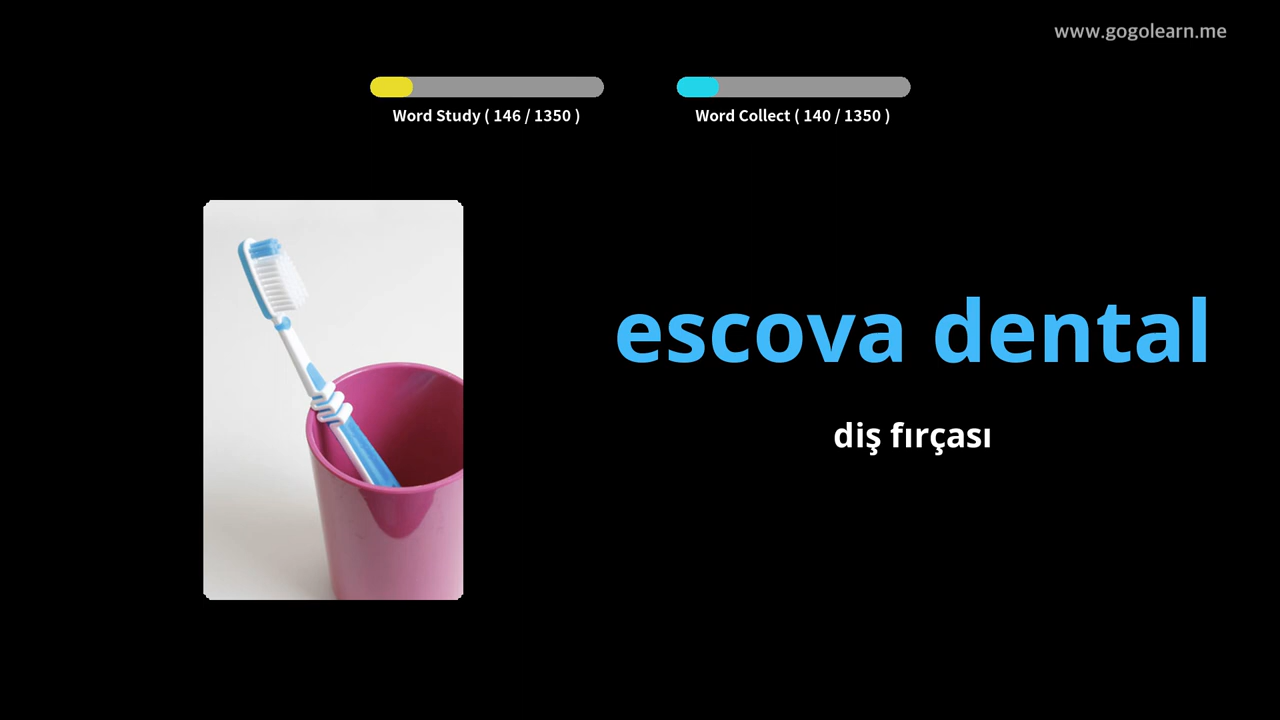 www.gogolearn.me
Word Study ( 146 / 1350 )
Word Collect ( 140 / 1350 )
escova dental
diş fırçası